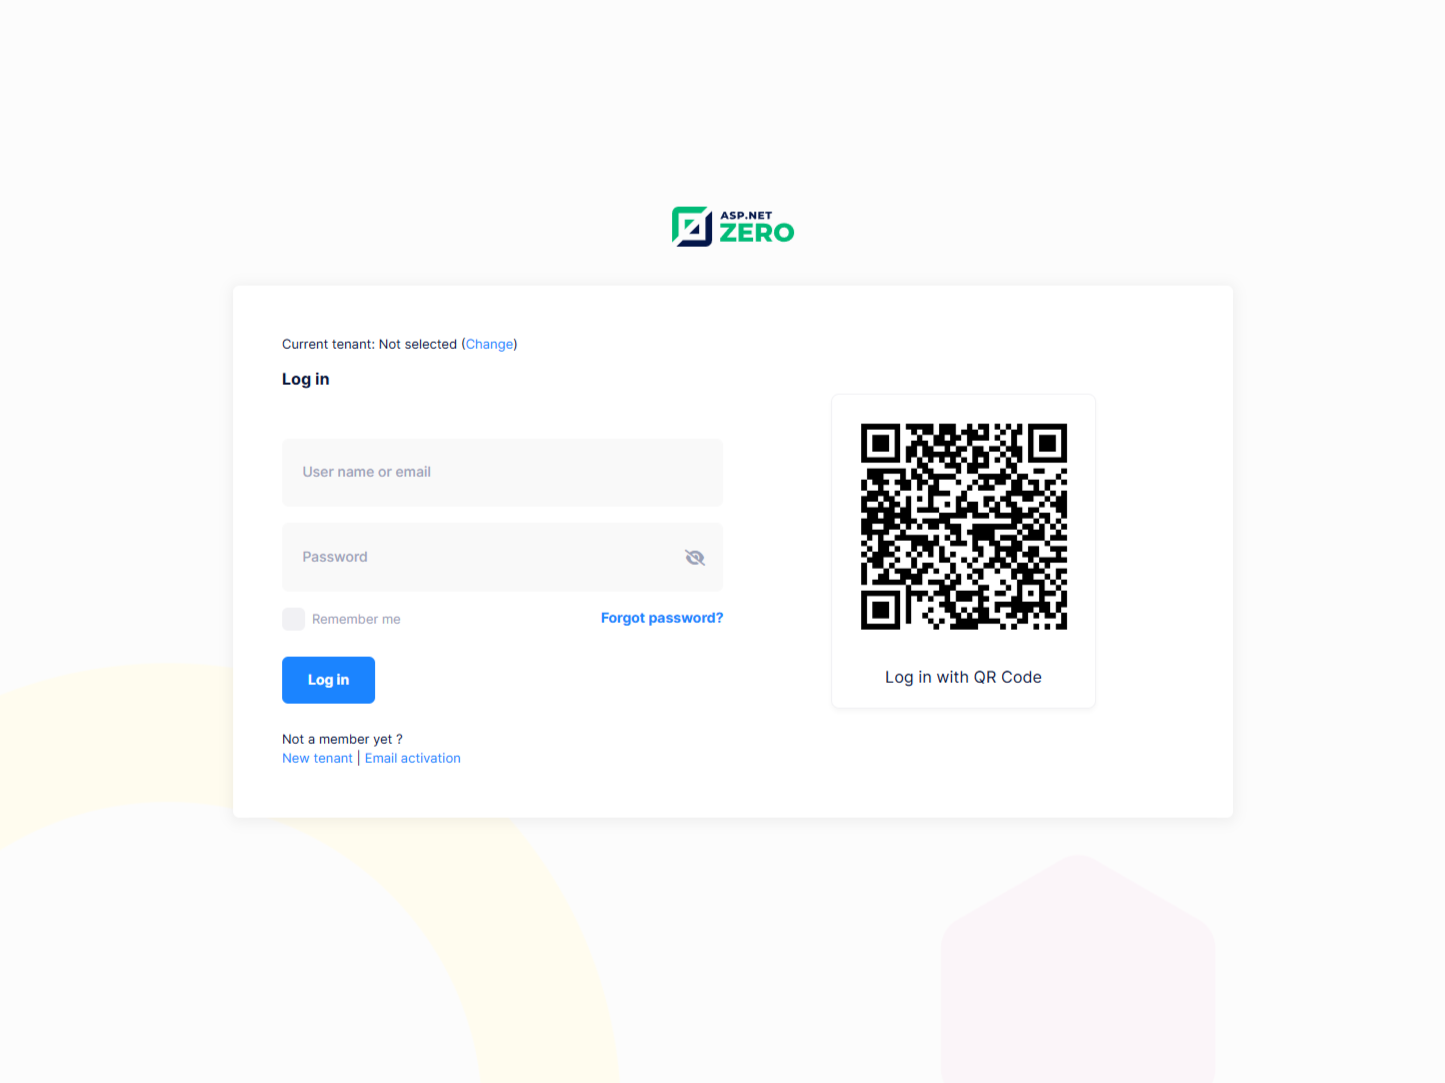 ASP.NET
ZERO
Current tenant: Not selected (Change)
Log in
User name or email
Password
Remember me
Forgot password?
Log in
Not a member yet ?
New tenant | Email activation
Log in with QR Code